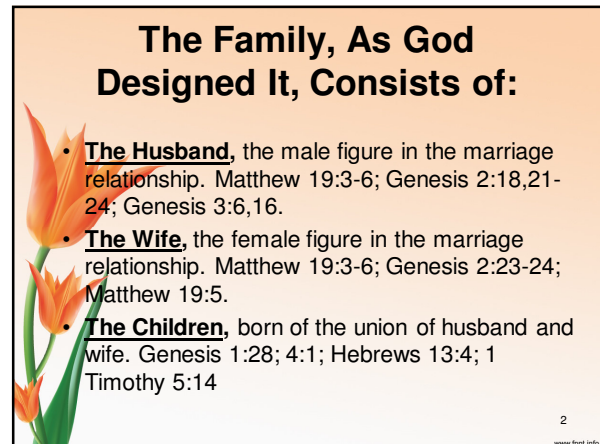 The Family, As God
Designed It, Consists of:
• The Husband, the male figure in the marriage
relationship. Matthew 19:3-6; Genesis 2:18,21-
24; Genesis 3:6,16.
• The Wife, the female figure in the marriage
relationship. Matthew 19:3-6; Genesis 2:23-24;
Matthew 19:5.
• The Children, born of the union of husband and
wife. Genesis 1:28; 4:1; Hebrews 13:4; 1
Timothy 5:14
2